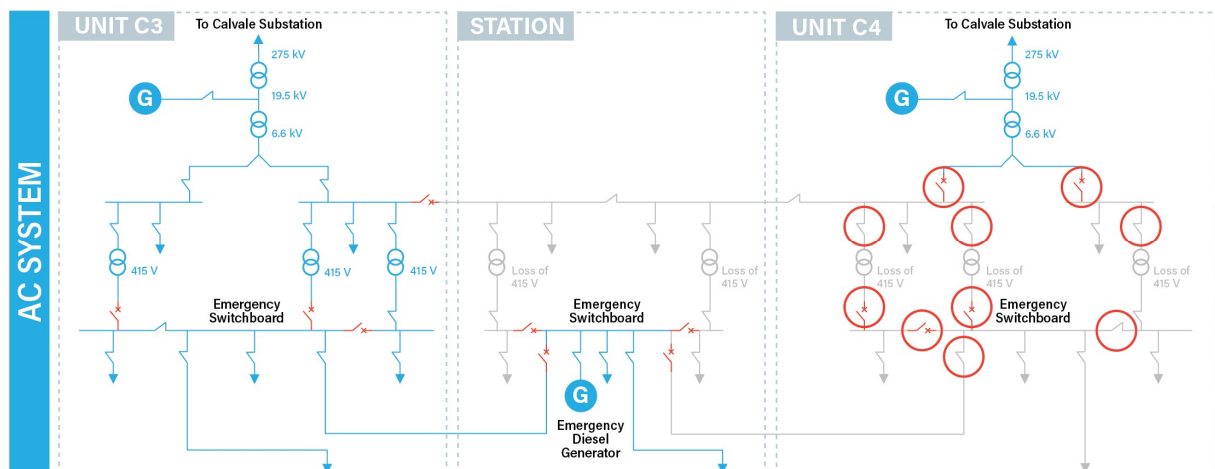 AC SYSTEM
UNIT C3
To Calvale Substation
275 kV
G
19.5 kV
6.6 kV
415 V
415 V
415 V
Emergency
Switchboard
STATION
Loss of
415 V
Loss of
415 V
Emergency
Switchboard
G
Emergency
Diesel
Generator
UNIT C4
To Calvale Substation
275 kV
G
19.5 kV
6.6 kV
Loss of
415 V
Loss of
415 V
Loss of
415 V
Emergency
Switchboard